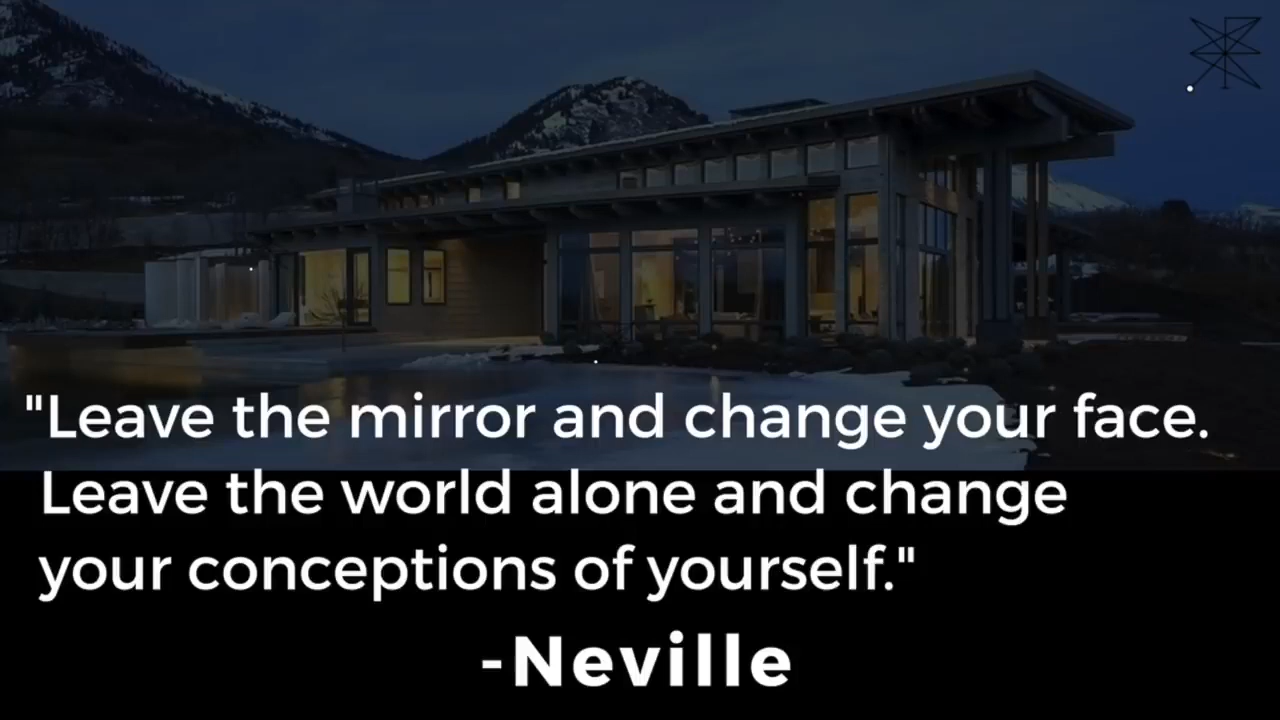 "Leave the mirror and change your face.
Leave the world alone and change
your conceptions of yourself."
-Neville